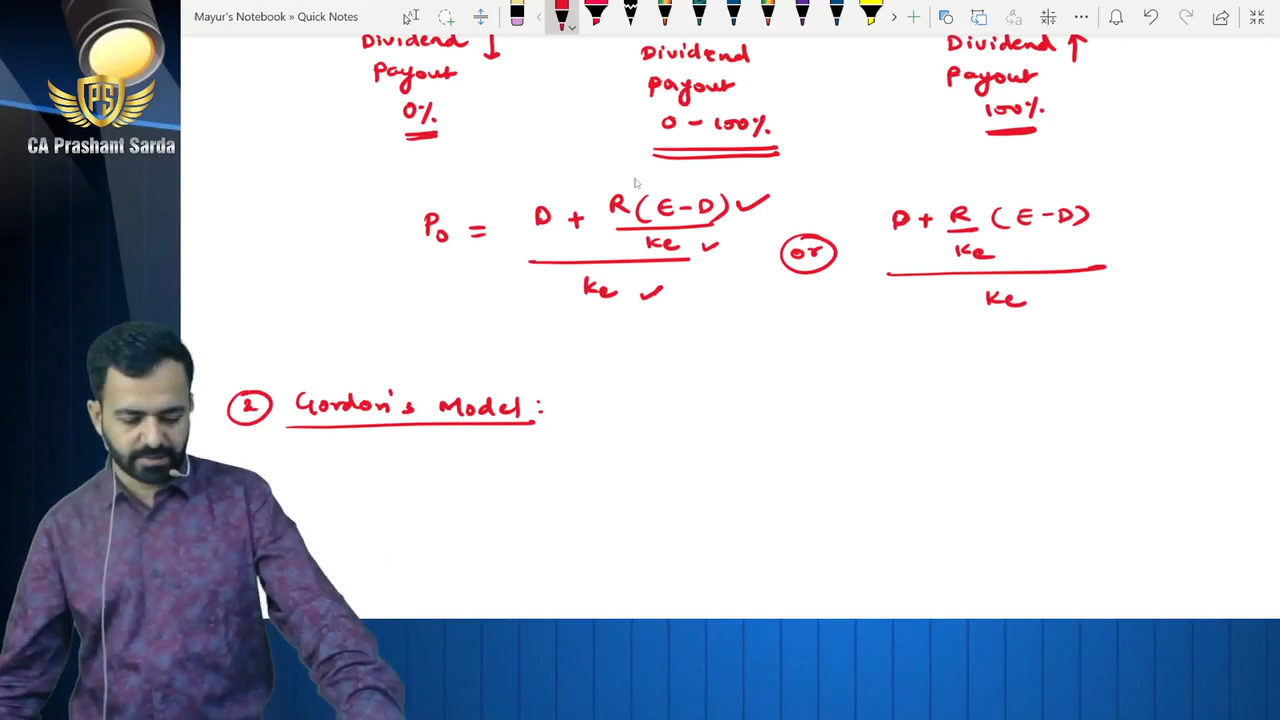 Mayur's Notebook » Quick Notes
PS
CA Prashant Sarda
Dividend ↓
Payout
0%
Dividend
Payout
0 - 100%
Dividend ↑
Payout
100%
P0 = D + R(E-D) ✓
Ke ✓
Ke ✓
or
D + R (E-D)
Ke
Ke
2 Gordon's Model: